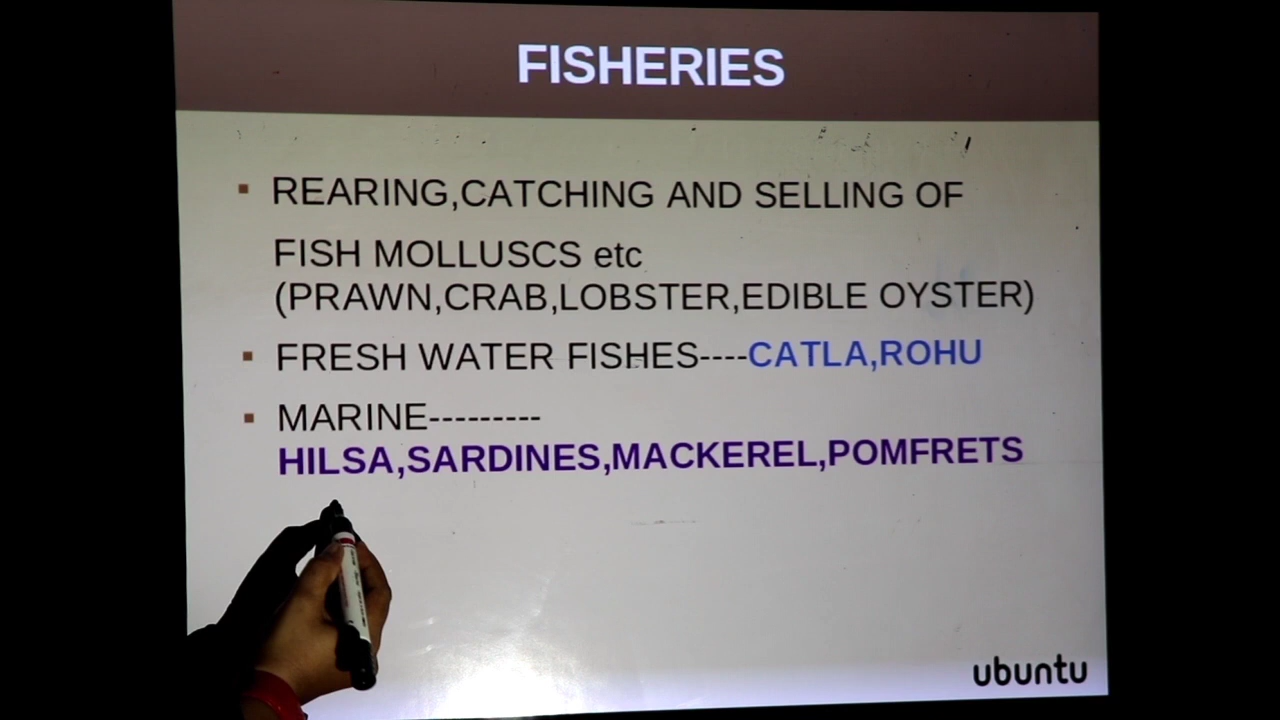 FISHERIES
REARING,CATCHING AND SELLING OF
FISH MOLLUSCS etc
(PRAWN,CRAB,LOBSTER,EDIBLE OYSTER)
FRESH WATER FISHES----CATLA,ROHU
MARINE---------
HILSA,SARDINES,MACKEREL,POMFRETS
ubuntu